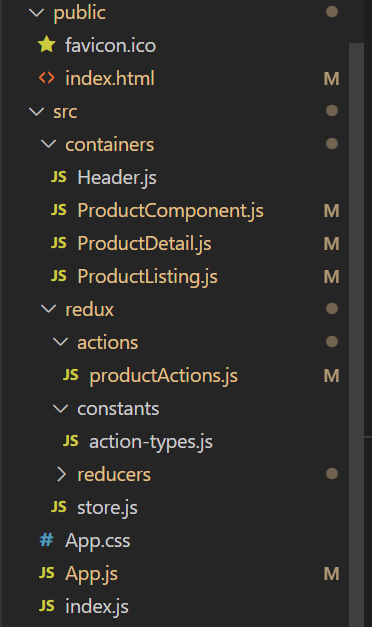 public
favicon.ico
<> index.html M
src
containers
JS Header.js
JS ProductComponent.js M
JS ProductDetail.js M
JS ProductListing.js M
redux
actions
JS productActions.js M
constants
JS action-types.js
reducers
JS store.js
# App.css
JS App.js M
JS index.js